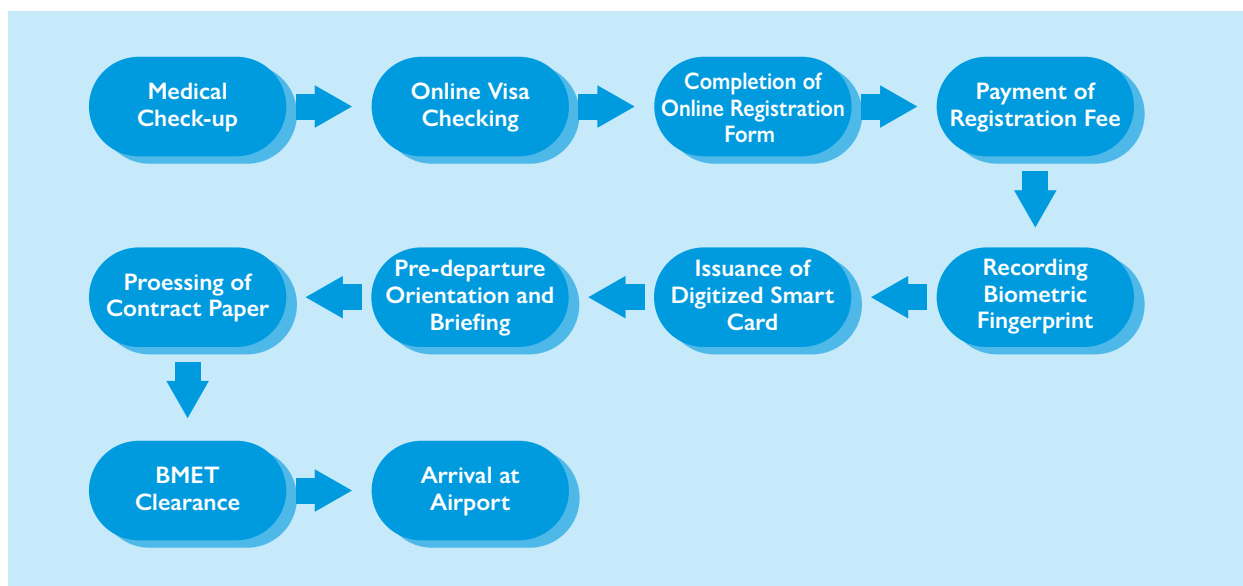 Medical
Check-up
Online Visa
Checking
Completion of
Online Registration
Form
Payment of
Registration Fee
Recording
Biometric
Fingerprint
Issuance of
Digitized Smart
Card
Pre-departure
Orientation and
Briefing
Proessing of
Contract Paper
BMET
Clearance
Arrival at
Airport